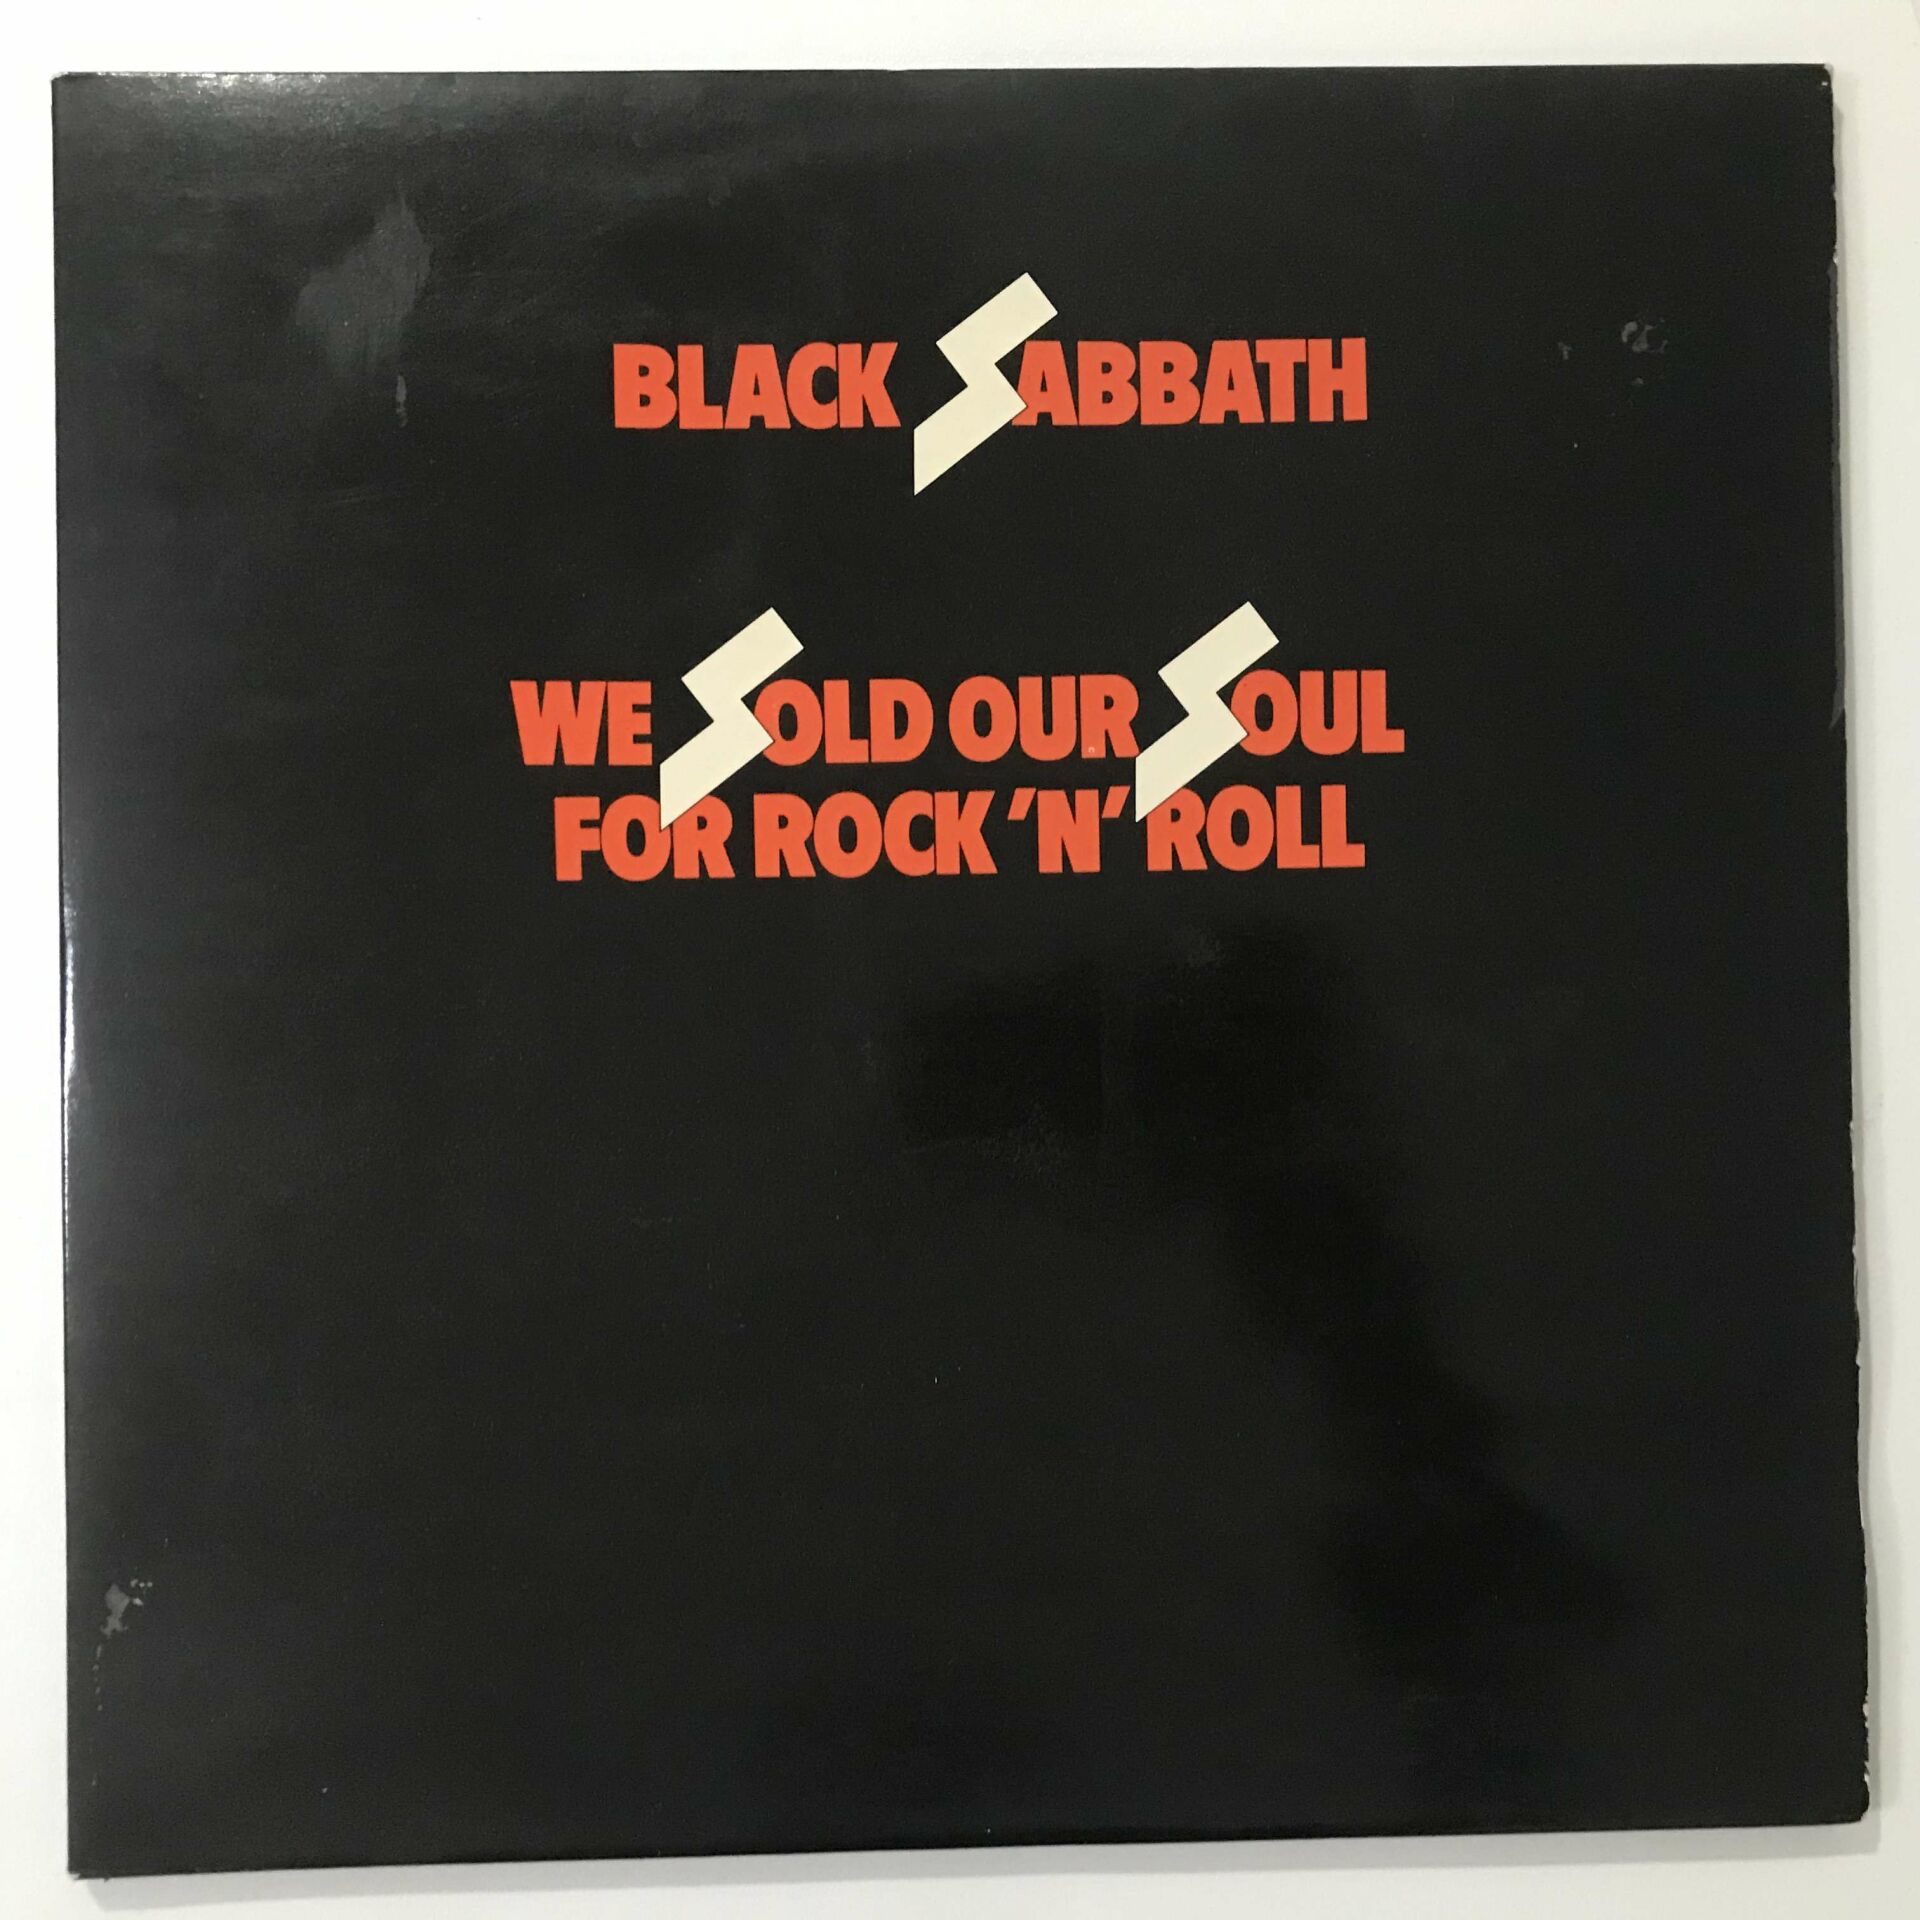 BLACK SABBATH
WE SOLD OUR SOUL
FOR ROCK 'N' ROLL